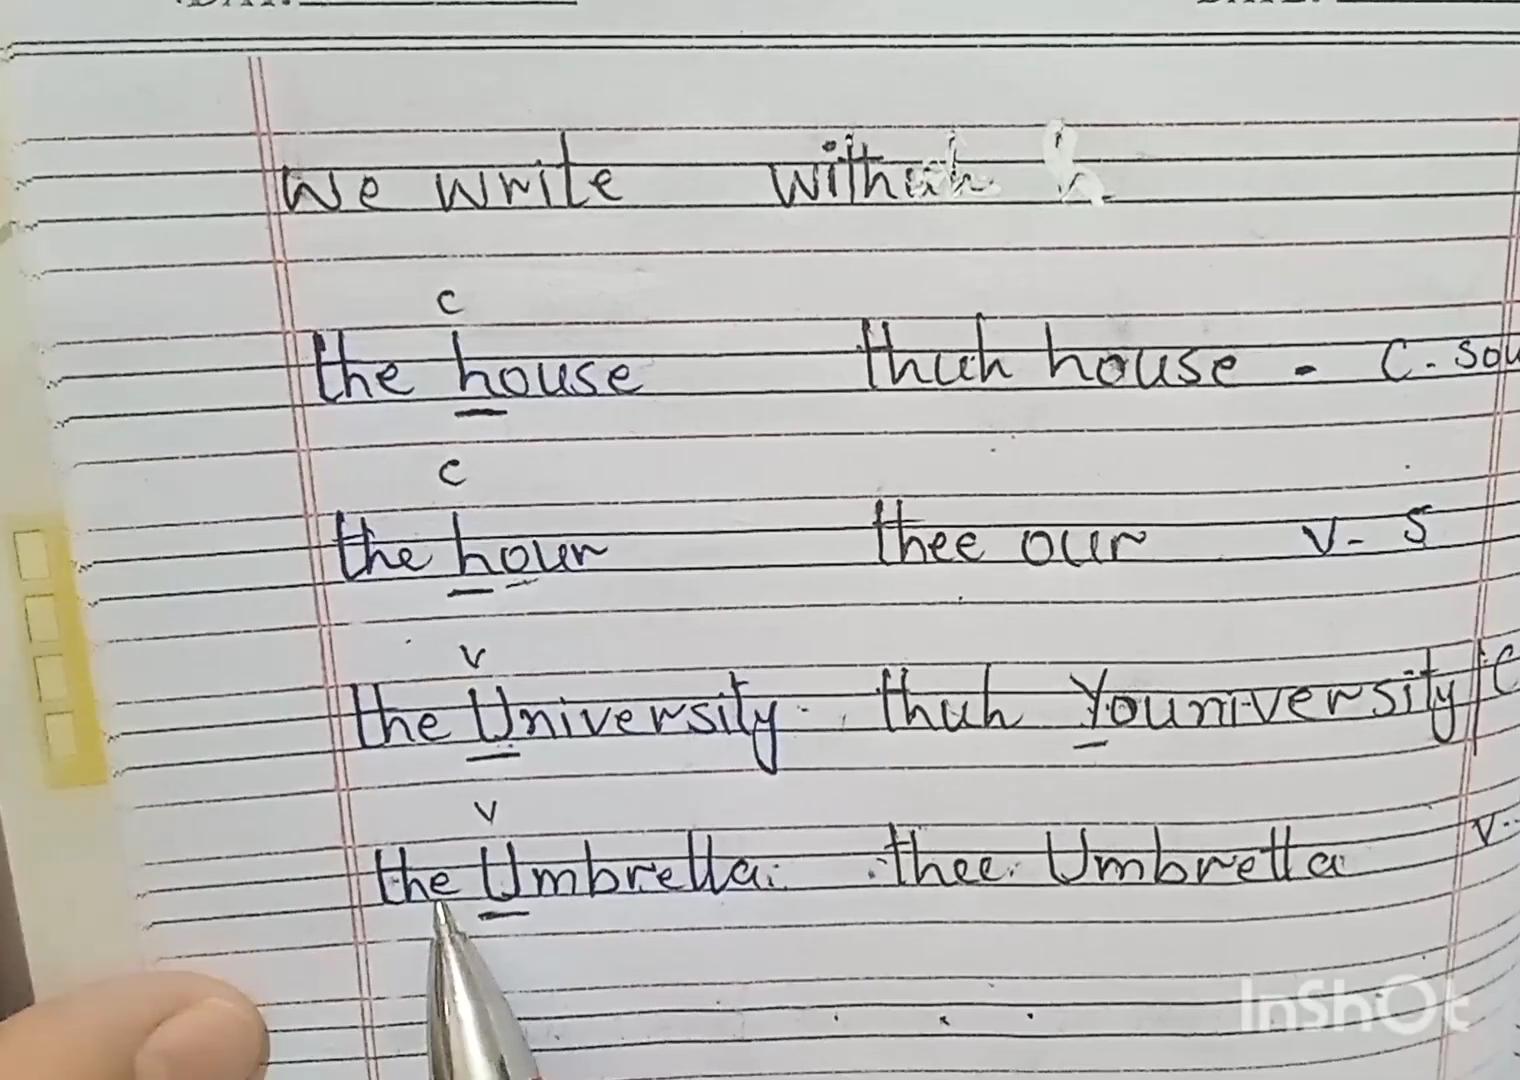 we write
c
the house thuh house - C. sou
c
the hour thee our v- s
v
the University thuh Youniversity C
v
the Umbrella. thee Umbrella v-
InShOt